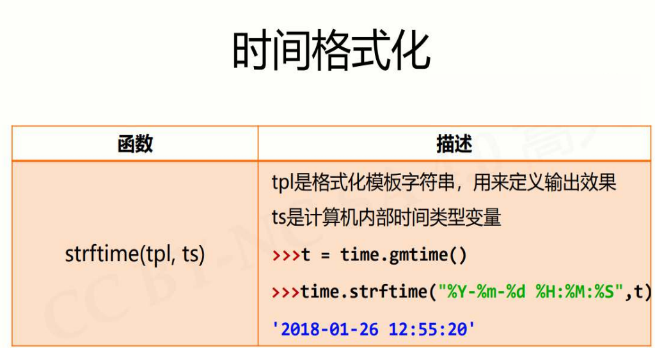 时间格式化
函数
描述
strftime(tpl, ts)
tpl是格式化模板字符串，用来定义输出效果
ts是计算机内部时间类型变量
>>>t = time.gmtime()
>>>time.strftime("%Y-%m-%d %H:%M:%S",t)
'2018-01-26 12:55:20'